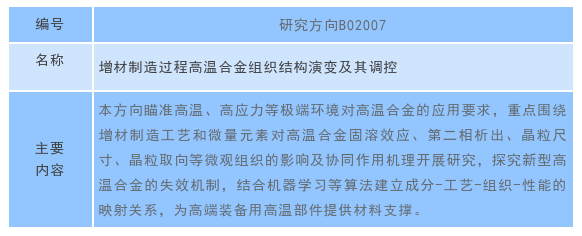 编号
研究方向B02007
名称
增材制造过程高温合金组织结构演变及其调控
主要
内容
本方向瞄准高温、高应力等极端环境对高温合金的应用要求，重点围绕
增材制造工艺和微量元素对高温合金固溶效应、第二相析出、晶粒尺
寸、晶粒取向等微观组织的影响及协同作用机理开展研究，探究新型高
温合金的失效机制，结合机器学习等算法建立成分-工艺-组织-性能的
映射关系，为高端装备用高温部件提供材料支撑。